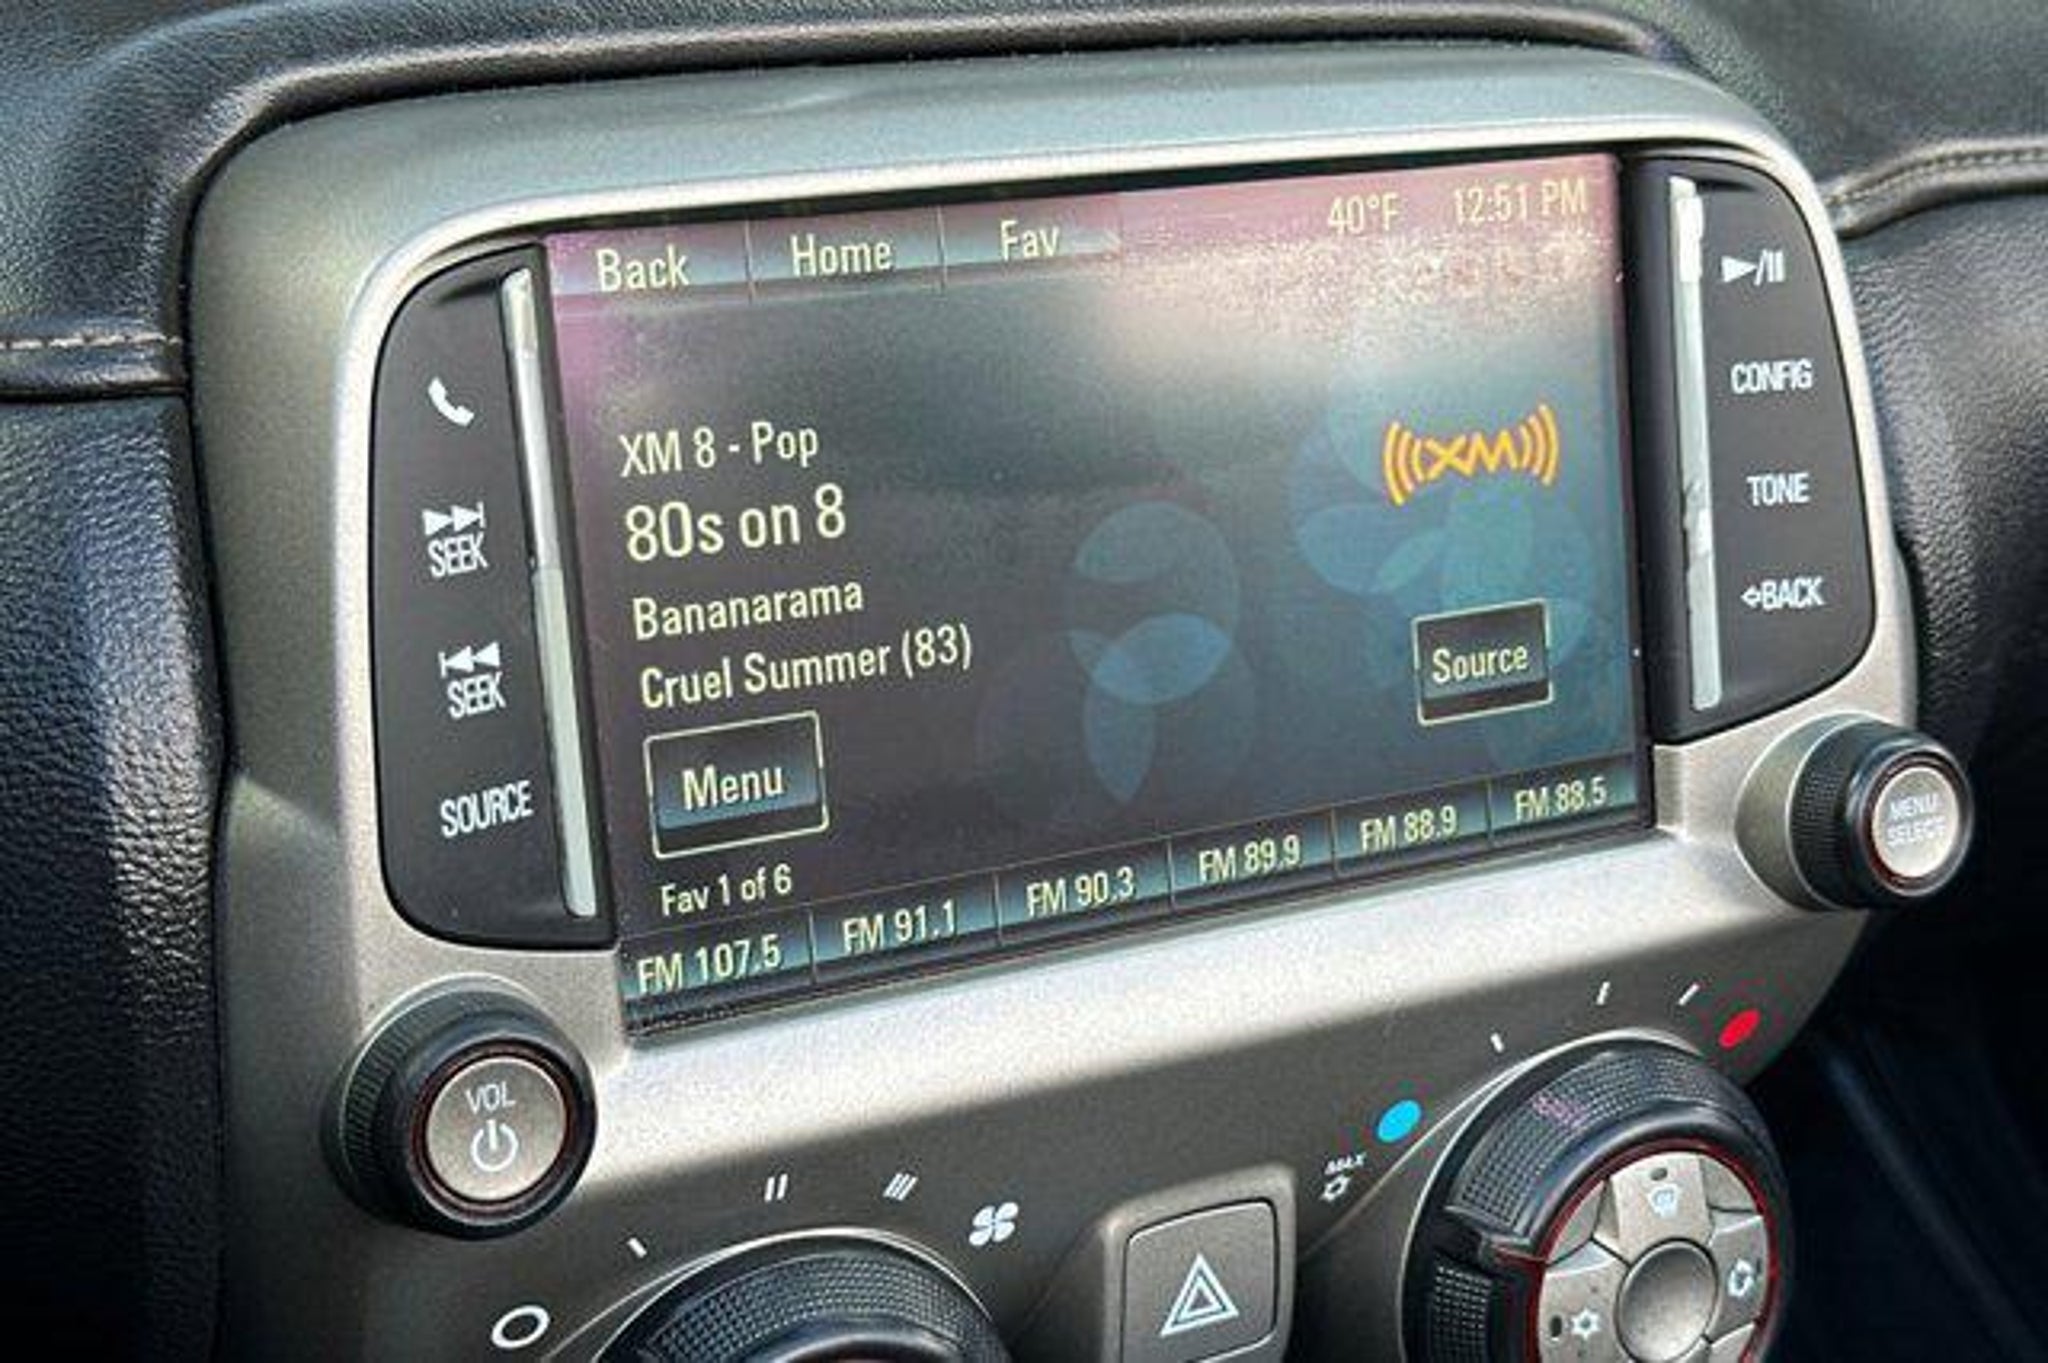 Back Home Fav 40°F 12:51 PM
XM 8 - Pop
80s on 8
Bananarama
Cruel Summer (83)
XM
Source
Menu
Fav 1 of 6
FM 107.5 FM 91.1 FM 90.3 FM 89.9 FM 88.9 FM 88.5
SEEK
SEEK
SOURCE
CONFIG
TONE
BACK
MENU
SELECT
VOL
MAX